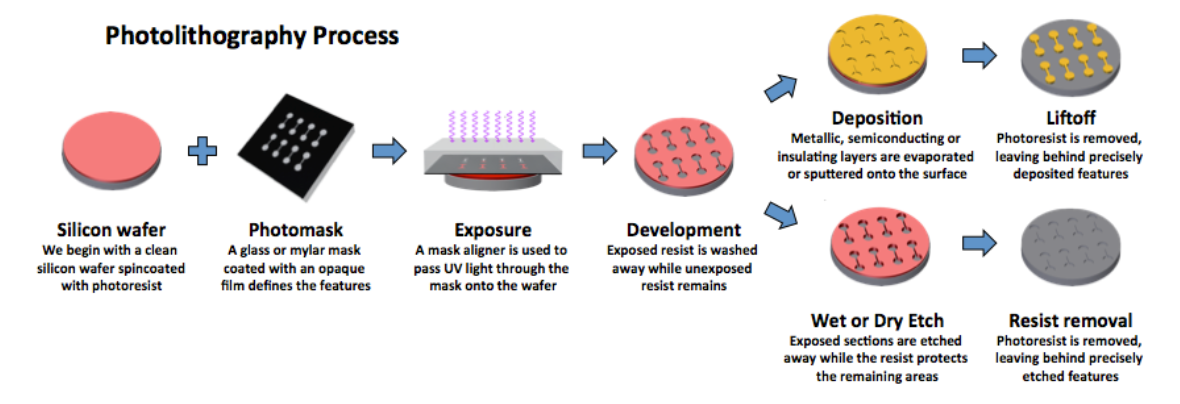 Photolithography Process
Silicon wafer
We begin with a clean
silicon wafer spincoated
with photoresist
Photomask
A glass or mylar mask
coated with an opaque
film defines the features
Exposure
A mask aligner is used to
pass UV light through the
mask onto the wafer
Development
Exposed resist is washed
away while unexposed
resist remains
Deposition
Metallic, semiconducting or
insulating layers are evaporated
or sputtered onto the surface
Liftoff
Photoresist is removed,
leaving behind precisely
deposited features
Wet or Dry Etch
Exposed sections are etched
away while the resist protects
the remaining areas
Resist removal
Photoresist is removed,
leaving behind precisely
etched features